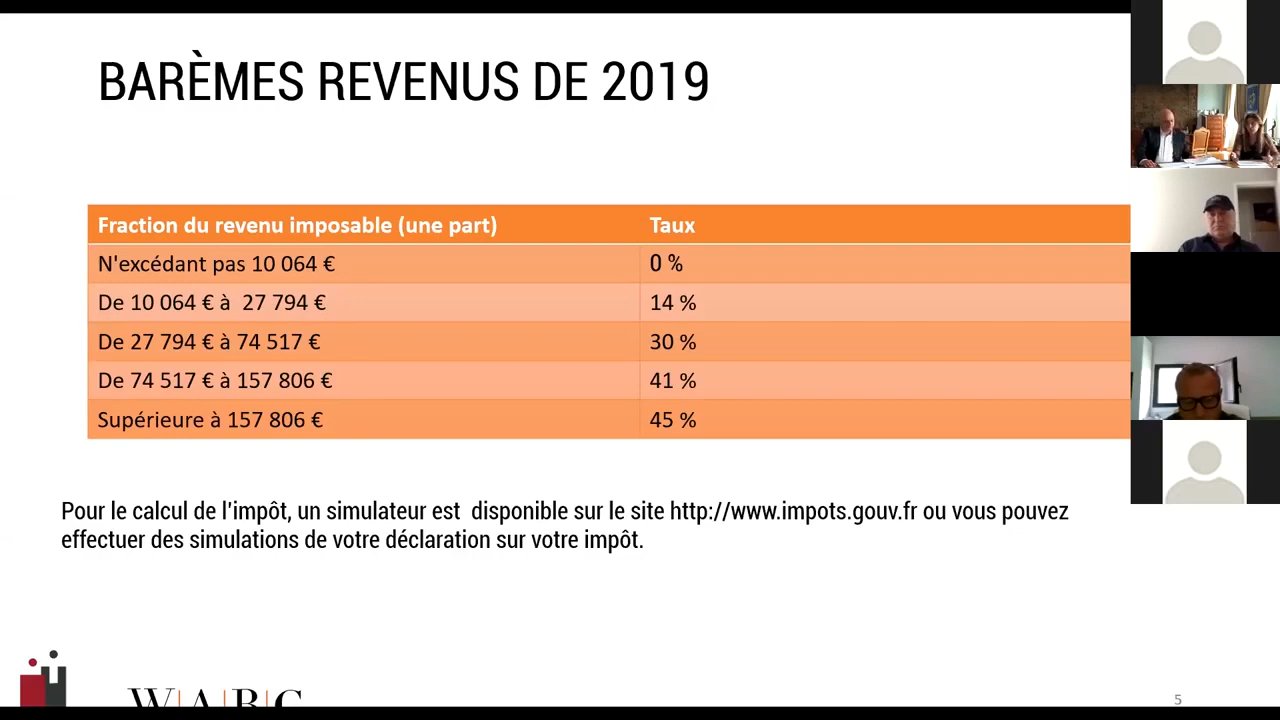 BARÈMES REVENUS DE 2019
Fraction du revenu imposable (une part) Taux
N'excédant pas 10 064 € 0 %
De 10 064 € à  27 794 € 14 %
De 27 794 € à 74 517 € 30 %
De 74 517 € à 157 806 € 41 %
Supérieure à 157 806 € 45 %
Pour le calcul de l'impôt, un simulateur est  disponible sur le site http://www.impots.gouv.fr ou vous pouvez
effectuer des simulations de votre déclaration sur votre impôt.
W|A|B|C
5